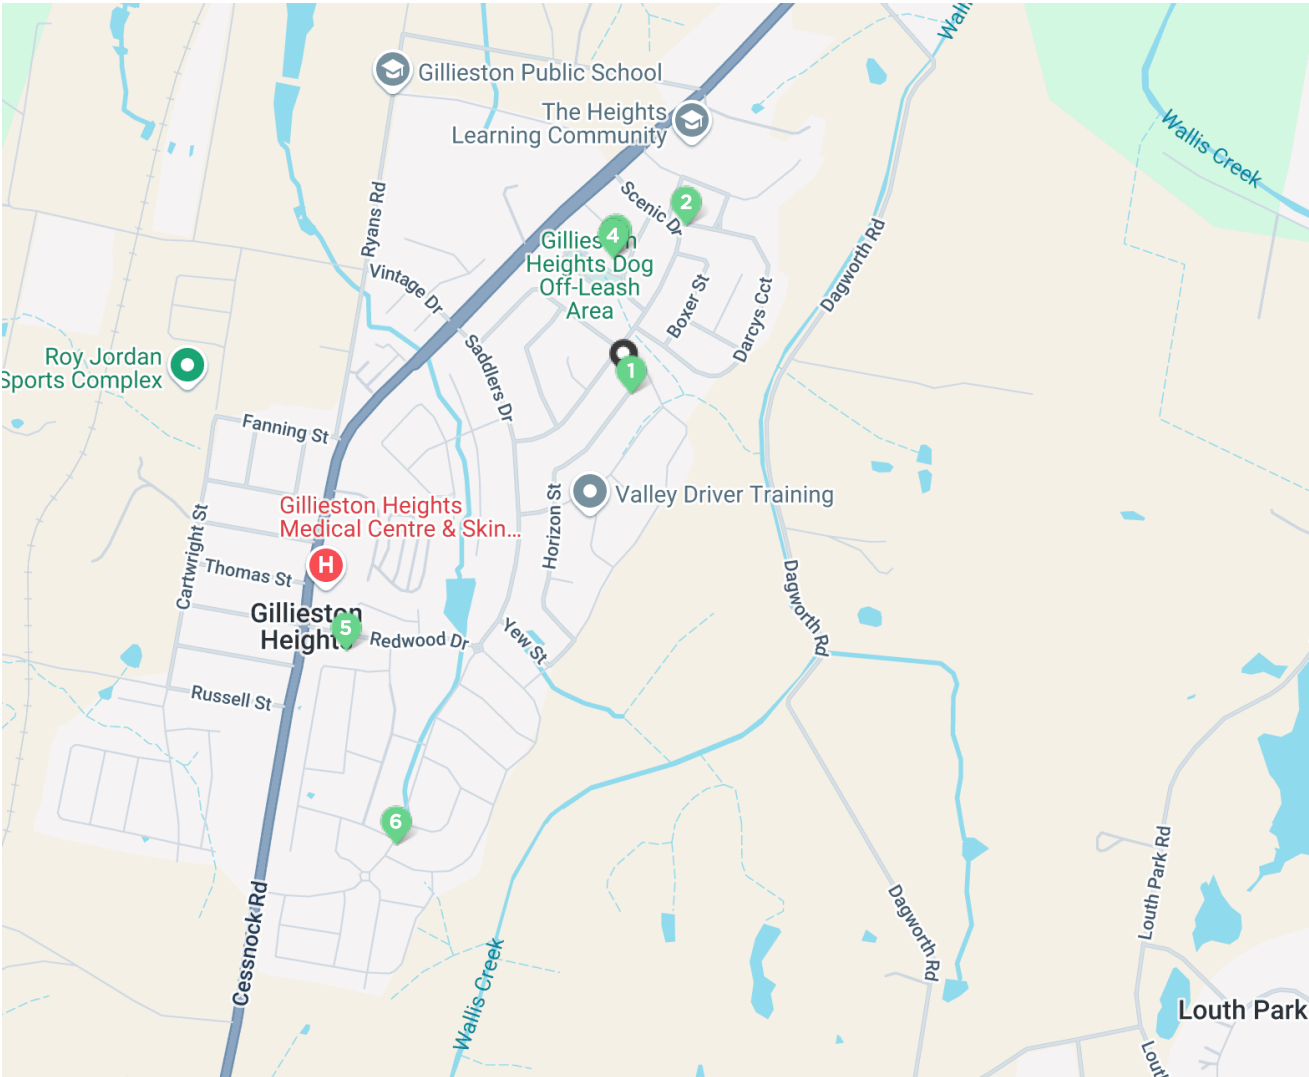 Wallis
Gillieston Public School
The Heights
Learning Community
Wallis Creek
Ryans Rd
Scenic Dr
2
4
Gillieston
Heights Dog
Off-Leash
Area
Vintage Dr
Boxer St
Darcys Cct
Dagworth Rd
Roy Jordan
Sports Complex
Saddlers Dr
1
Fanning St
Gillieston Heights
Medical Centre & Skin...
Horizon St
Valley Driver Training
Cartwright St
Thomas St
H
Dagworth Rd
Gillieston
Heights
5
Redwood Dr
Yew St
Russell St
6
Cessnock Rd
Wallis Creek
Dagworth Rd
Louth Park Rd
Louth Park
Lout